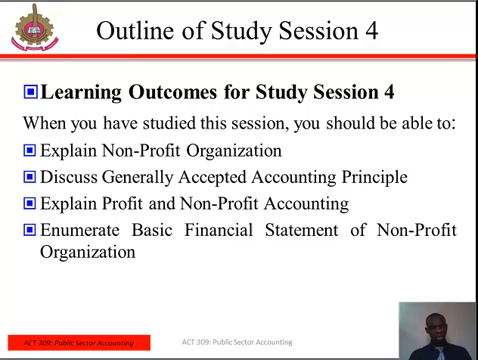 Outline of Study Session 4
Learning Outcomes for Study Session 4
When you have studied this session, you should be able to:
Explain Non-Profit Organization
Discuss Generally Accepted Accounting Principle
Explain Profit and Non-Profit Accounting
Enumerate Basic Financial Statement of Non-Profit
Organization
ACT 309: Public Sector Accounting
ACT 309: Public Sector Accounting